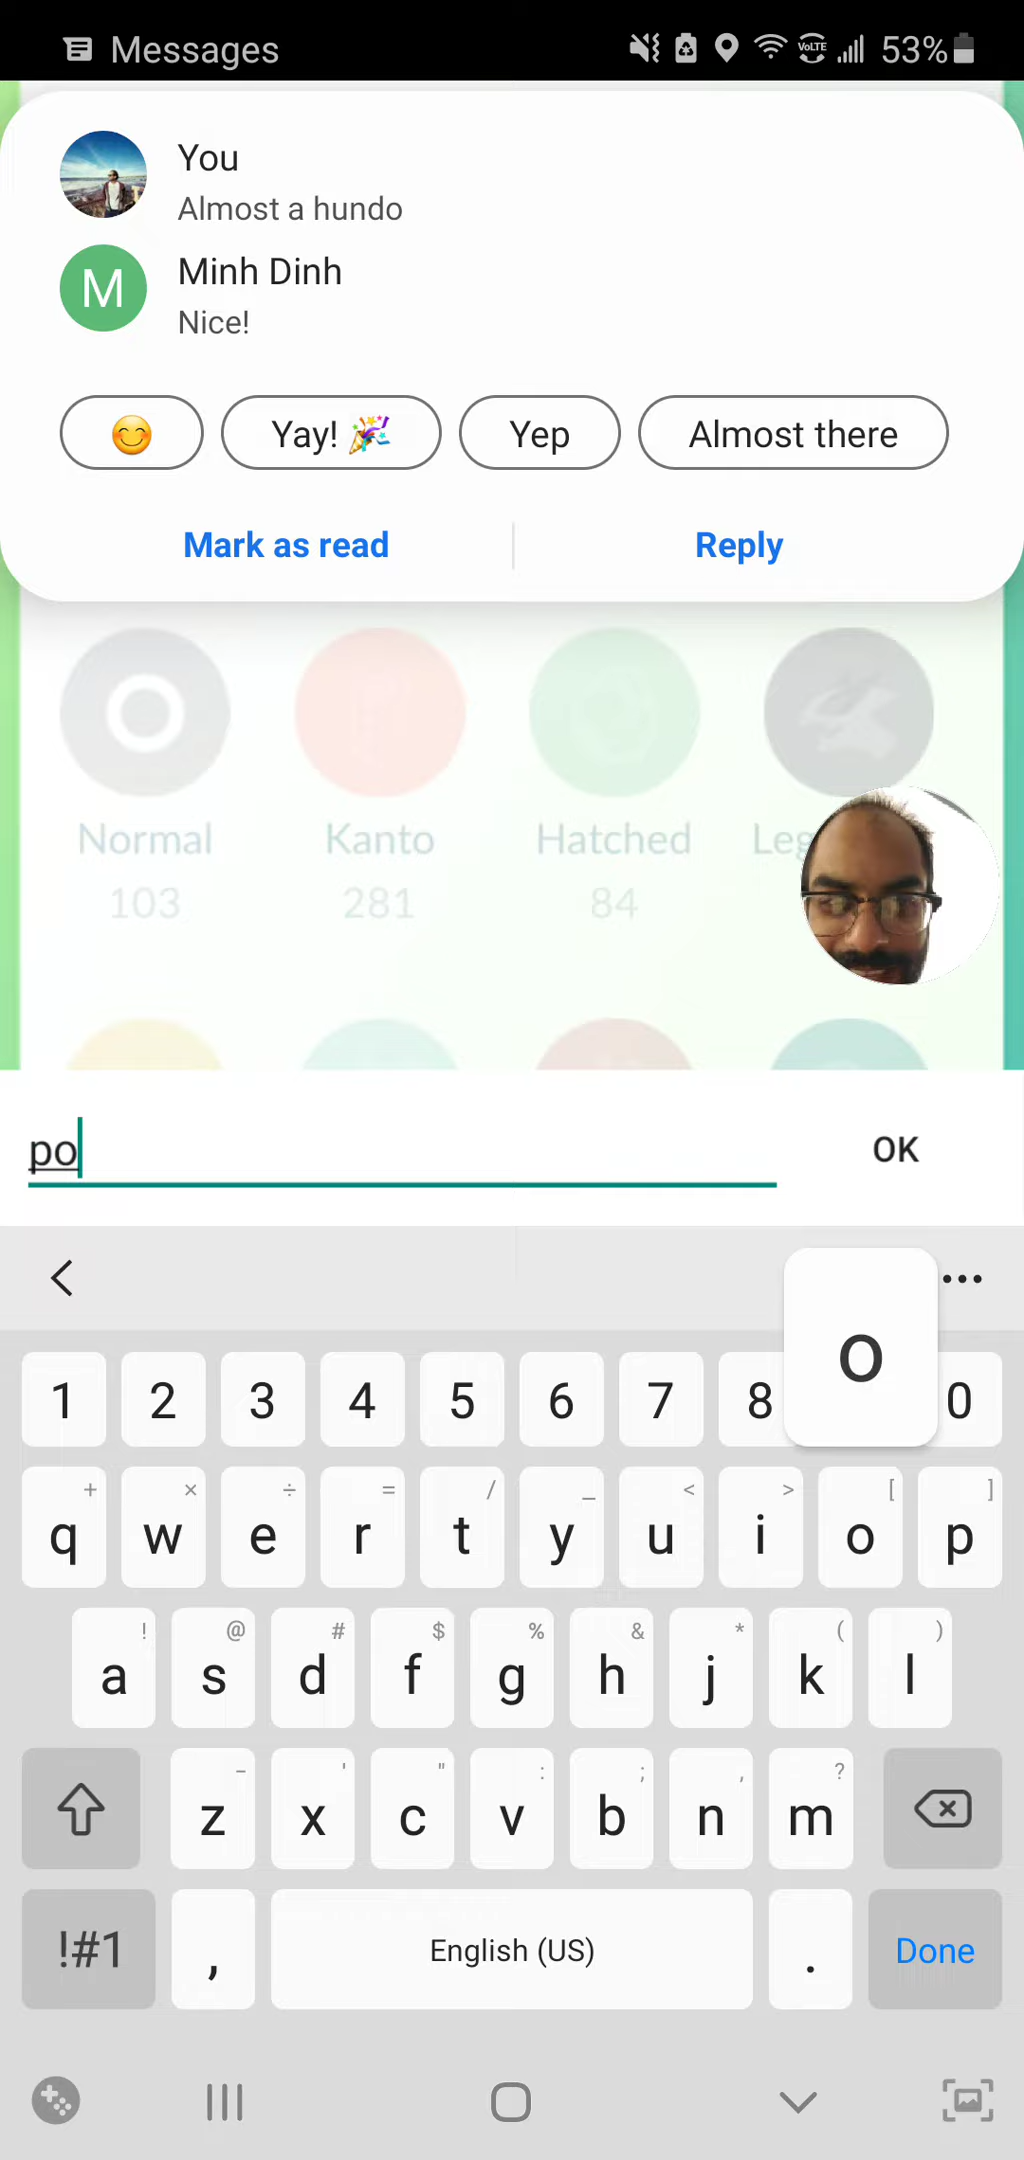 Messages VoLTE 53%
You
Almost a hundo
M
Minh Dinh
Nice!
😊 Yay! 🎉 Yep Almost there
Mark as read Reply
Normal Kanto Hatched
103 281 84
po OK
o
1 2 3 4 5 6 7 8 0
+ × ÷ = / _ < > [ ]
q w e r t y u i o p
! @ # $ % & * ( )
a s d f g h j k l
- ' " : ; , ?
z x c v b n m
!#1 , English (US) . Done